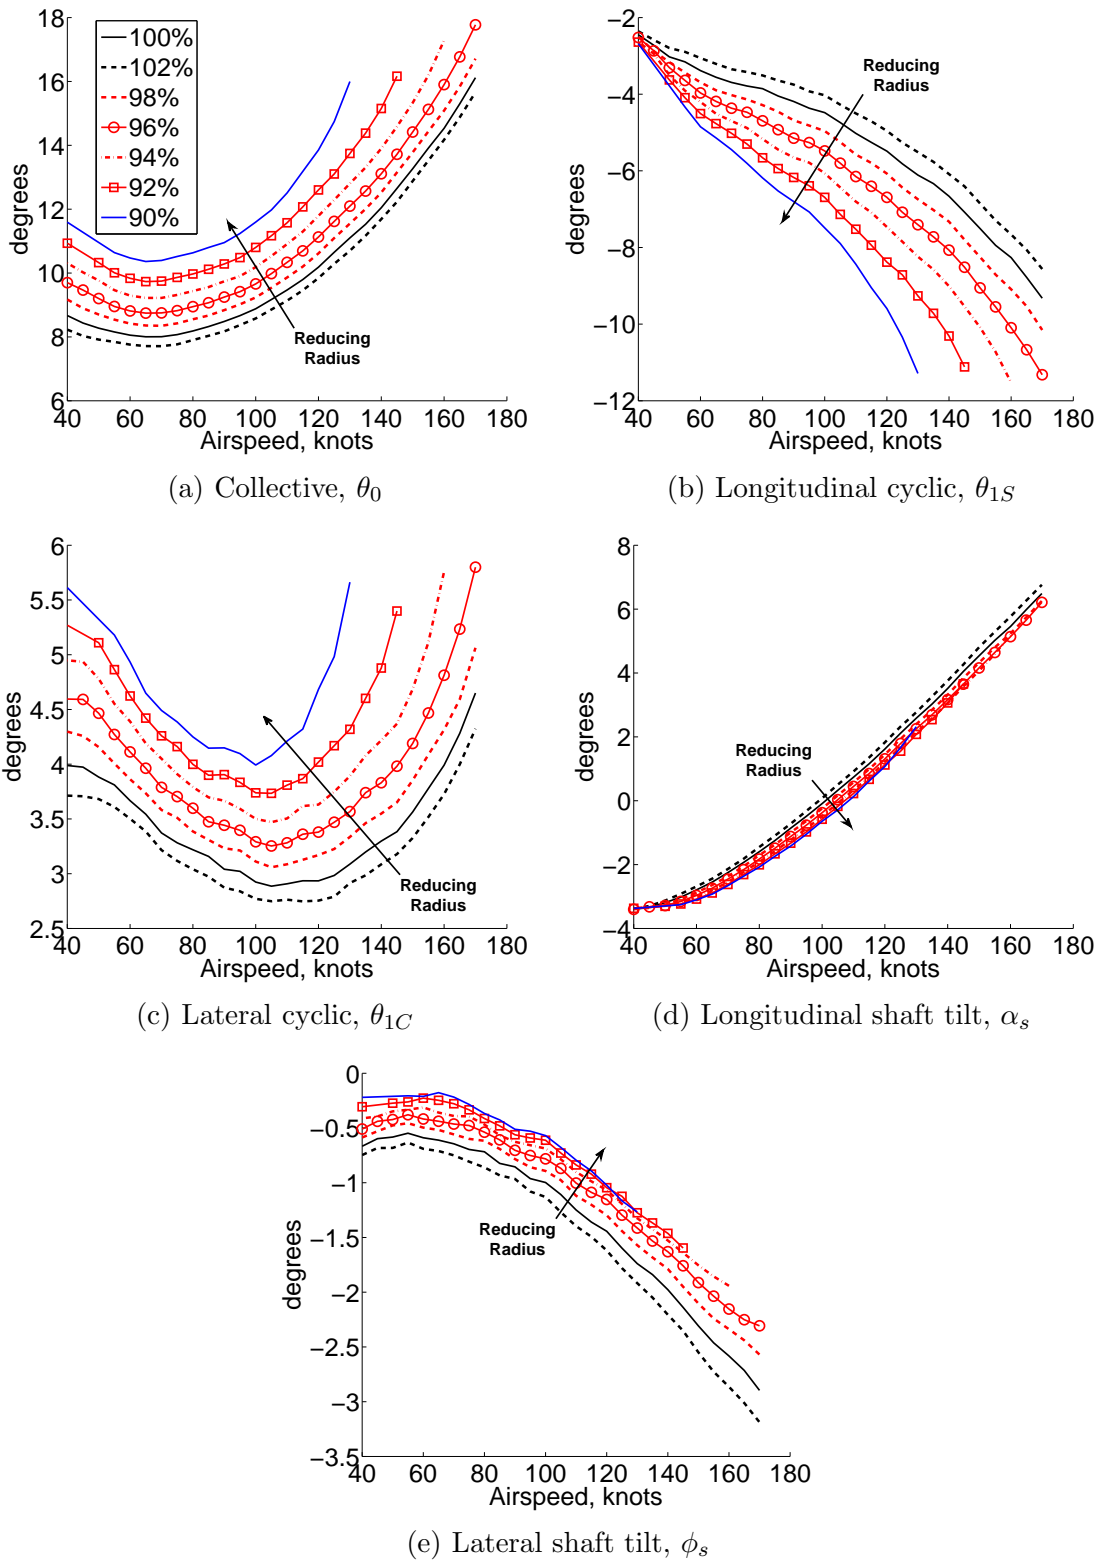 18
16
14
12
10
8
6
100%
102%
98%
96%
94%
92%
90%
Reducing
Radius
degrees
40 60 80 100 120 140 160 180
Airspeed, knots
(a) Collective, θ0
−2
−4
−6
−8
−10
−12
Reducing
Radius
degrees
40 60 80 100 120 140 160 180
Airspeed, knots
(b) Longitudinal cyclic, θ1S
6
5.5
5
4.5
4
3.5
3
2.5
Reducing
Radius
degrees
40 60 80 100 120 140 160 180
Airspeed, knots
(c) Lateral cyclic, θ1C
8
6
4
2
0
−2
−4
Reducing
Radius
degrees
40 60 80 100 120 140 160 180
Airspeed, knots
(d) Longitudinal shaft tilt, αs
0
−0.5
−1
−1.5
−2
−2.5
−3
−3.5
Reducing
Radius
degrees
40 60 80 100 120 140 160 180
Airspeed, knots
(e) Lateral shaft tilt, ϕs